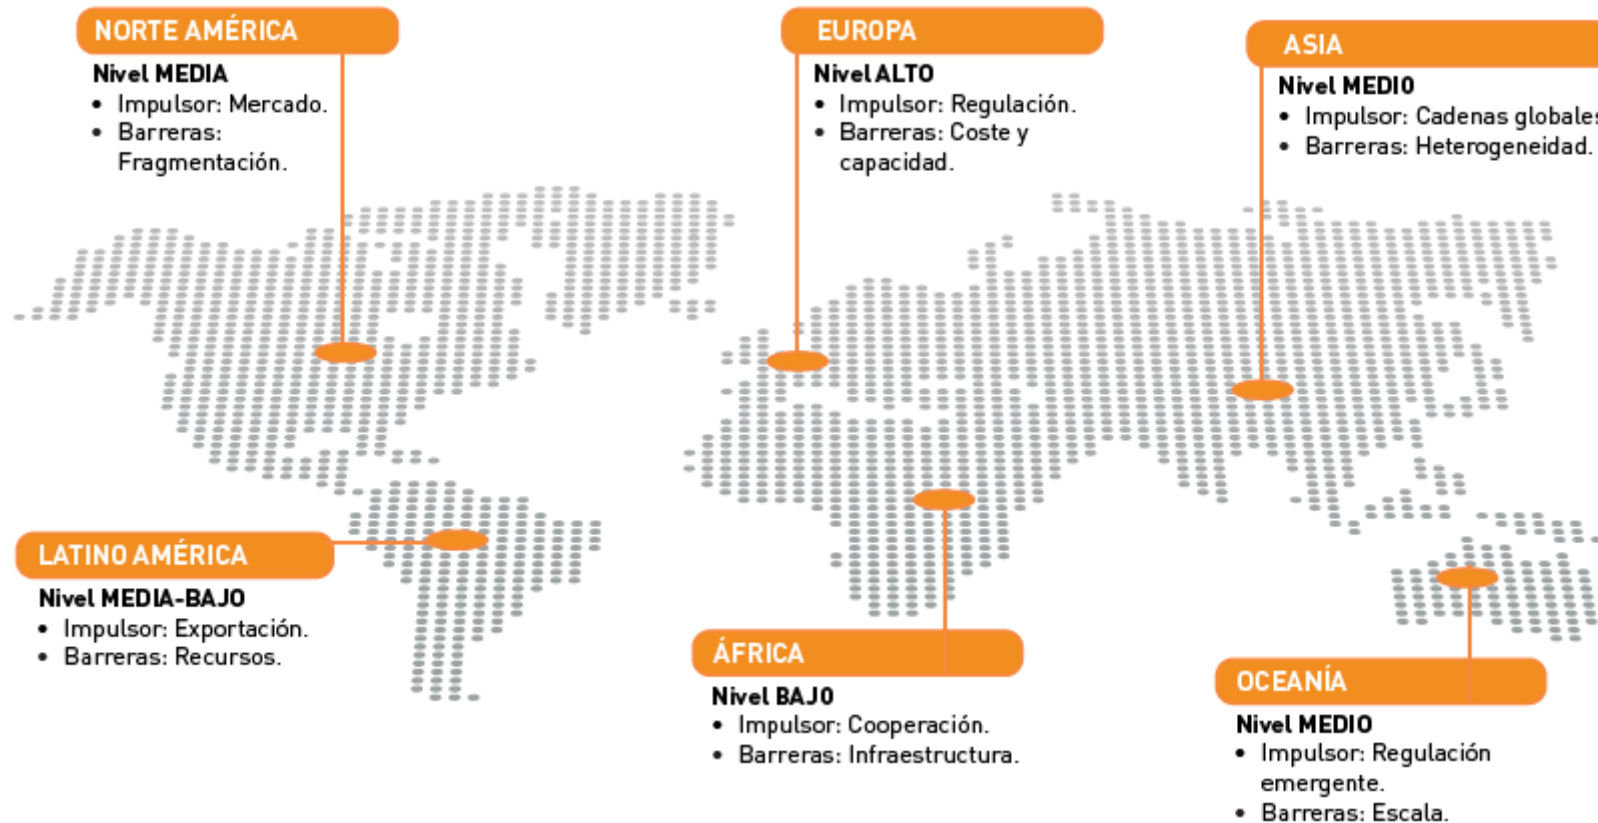 NORTE AMÉRICA
Nivel MEDIA
• Impulsor: Mercado.
• Barreras:
Fragmentación.
EUROPA
Nivel ALTO
• Impulsor: Regulación.
• Barreras: Coste y
capacidad.
ASIA
Nivel MEDIO
• Impulsor: Cadenas globales
• Barreras: Heterogeneidad.
LATINO AMÉRICA
Nivel MEDIA-BAJO
• Impulsor: Exportación.
• Barreras: Recursos.
ÁFRICA
Nivel BAJO
• Impulsor: Cooperación.
• Barreras: Infraestructura.
OCEANÍA
Nivel MEDIO
• Impulsor: Regulación
emergente.
• Barreras: Escala.